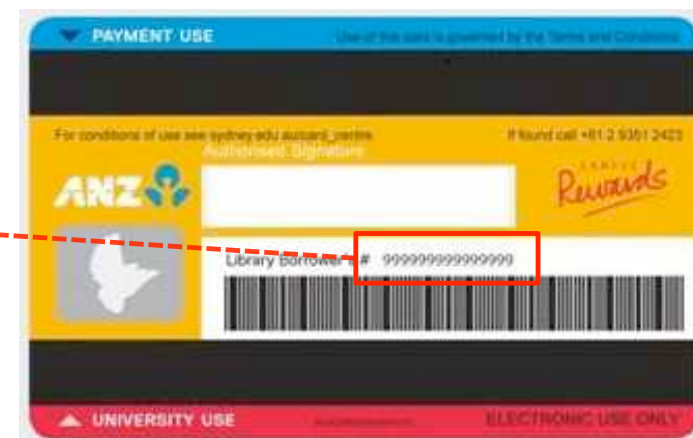 PAYMENT USE Use of this card is governed by the Terms and Conditions
For conditions of use see sydney.edu.au/card_centre If found call +61 2 9351 2423
Authorised Signature
ANZ
CAMPUS
Rewards
Library Borrower's # 999999999999999
UNIVERSITY USE ELECTRONIC USE ONLY